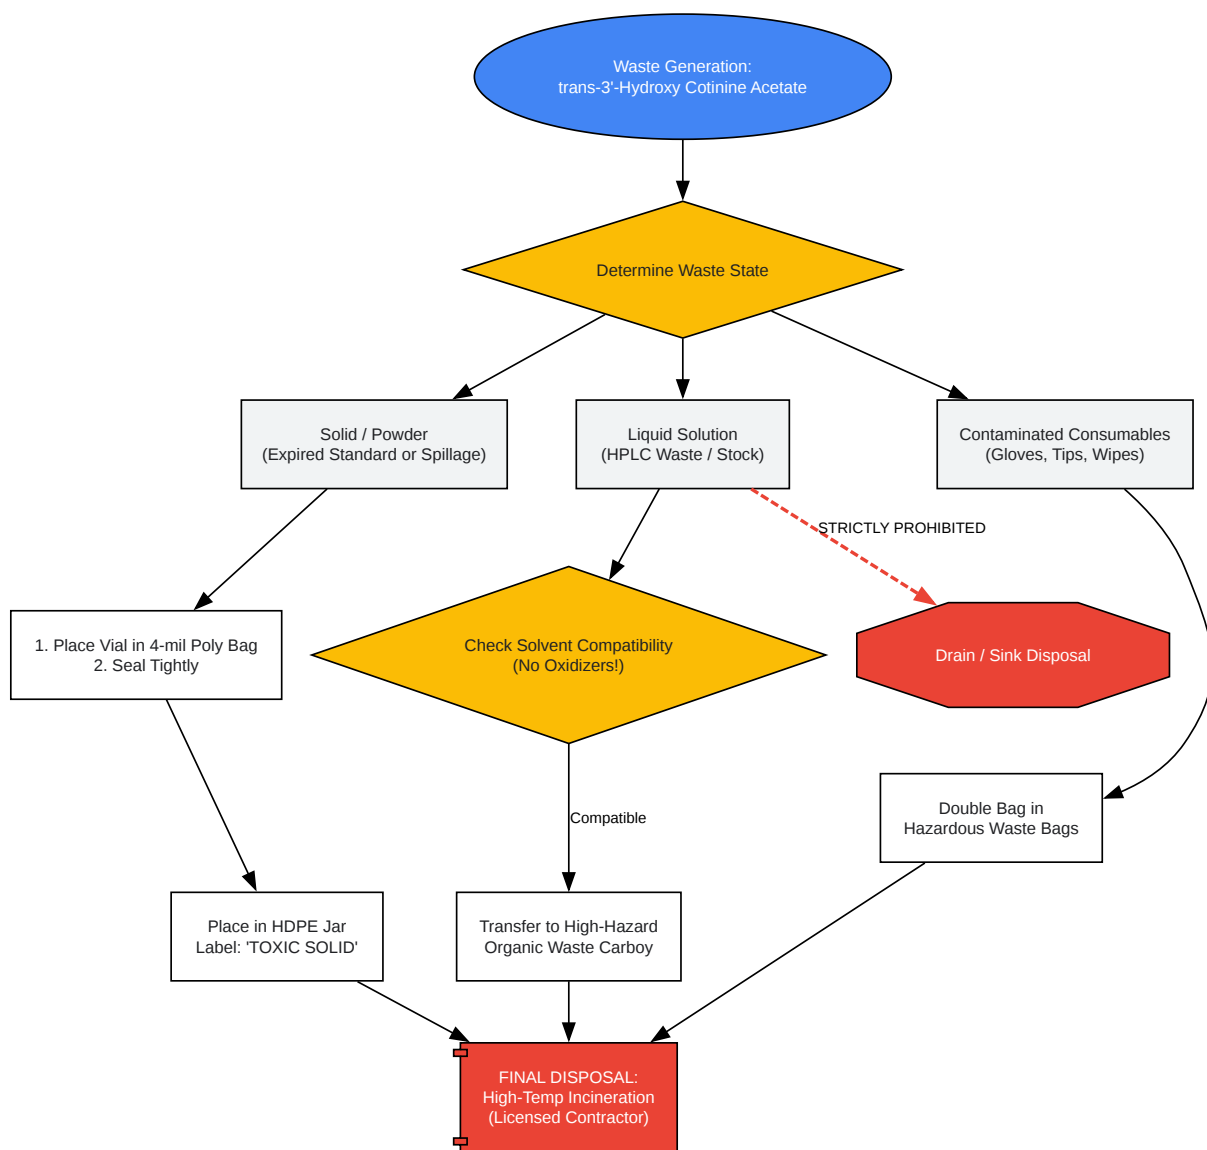 Waste Generation:
trans-3'-Hydroxy Cotinine Acetate
Determine Waste State
Solid / Powder
(Expired Standard or Spillage)
Liquid Solution
(HPLC Waste / Stock)
Contaminated Consumables
(Gloves, Tips, Wipes)
STRICTLY PROHIBITED
1. Place Vial in 4-mil Poly Bag
2. Seal Tightly
Check Solvent Compatibility
(No Oxidizers!)
Drain / Sink Disposal
Compatible
Double Bag in
Hazardous Waste Bags
Place in HDPE Jar
Label: 'TOXIC SOLID'
Transfer to High-Hazard
Organic Waste Carboy
FINAL DISPOSAL:
High-Temp Incineration
(Licensed Contractor)